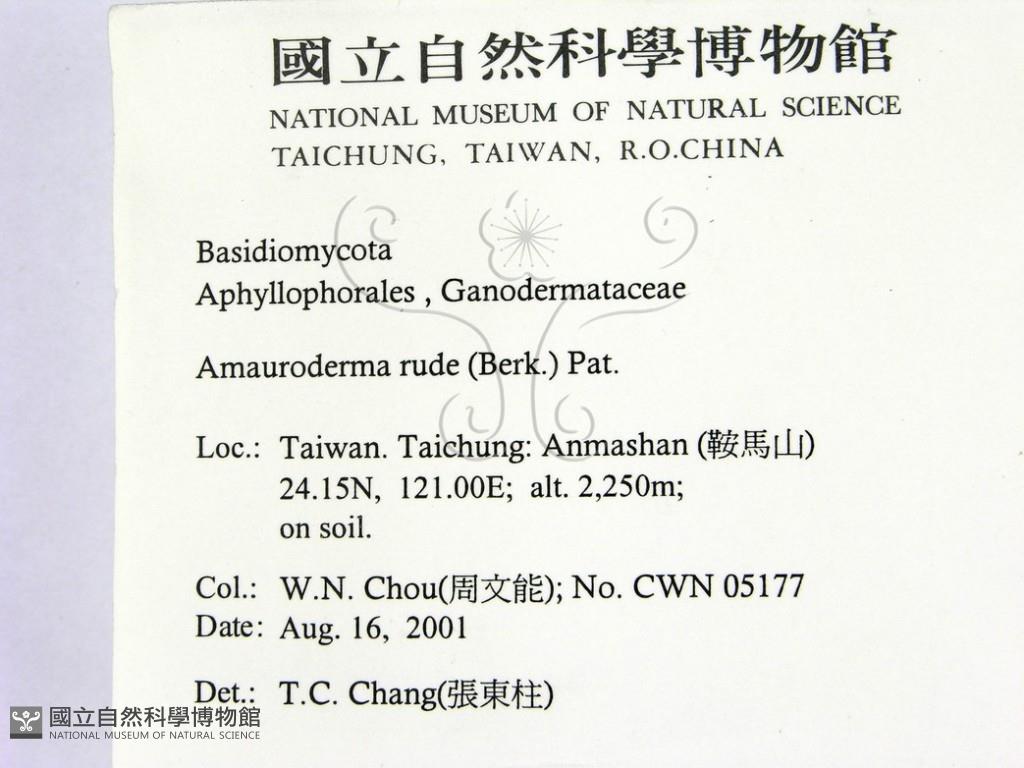 國立自然科學博物館
NATIONAL MUSEUM OF NATURAL SCIENCE
TAICHUNG, TAIWAN, R.O.CHINA
Basidiomycota
Aphyllophorales , Ganodermataceae
Amauroderma rude (Berk.) Pat.
Loc.: Taiwan. Taichung: Anmashan (鞍馬山)
24.15N, 121.00E; alt. 2,250m;
on soil.
Col.: W.N. Chou(周文能); No. CWN 05177
Date: Aug. 16, 2001
Det.: T.C. Chang(張東柱)
國立自然科學博物館
NATIONAL MUSEUM OF NATURAL SCIENCE